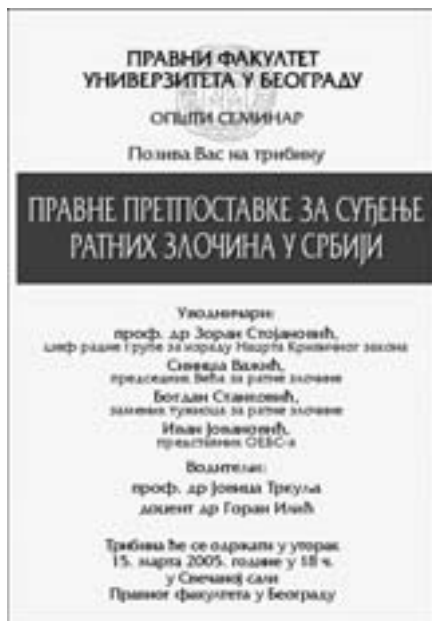 ПРАВНИ ФАКУЛТЕТ
УНИВЕРЗИТЕТА У БЕОГРАДУ
ОПШТИ СЕМИНАР
Позива Вас на трибину
ПРАВНЕ ПРЕТПОСТАВКЕ ЗА СУЂЕЊЕ
РАТНИХ ЗЛОЧИНА У СРБИЈИ
Уводничари:
проф. др Зоран Стојановић,
шеф радне групе за израду Нацрта Кривичног закона
Синиша Важић,
председник Већа за ратне злочине
Богдан Станковић,
заменик тужиоца за ратне злочине
Иван Јовановић,
представник ОЕБС-а
Водитељи:
проф. др Јовица Тркуља
доцент др Горан Илић
Трибина ће се одржати у уторак
15. марта 2005. године у 18 ч.
у Свечаној сали
Правног факултета у Београду